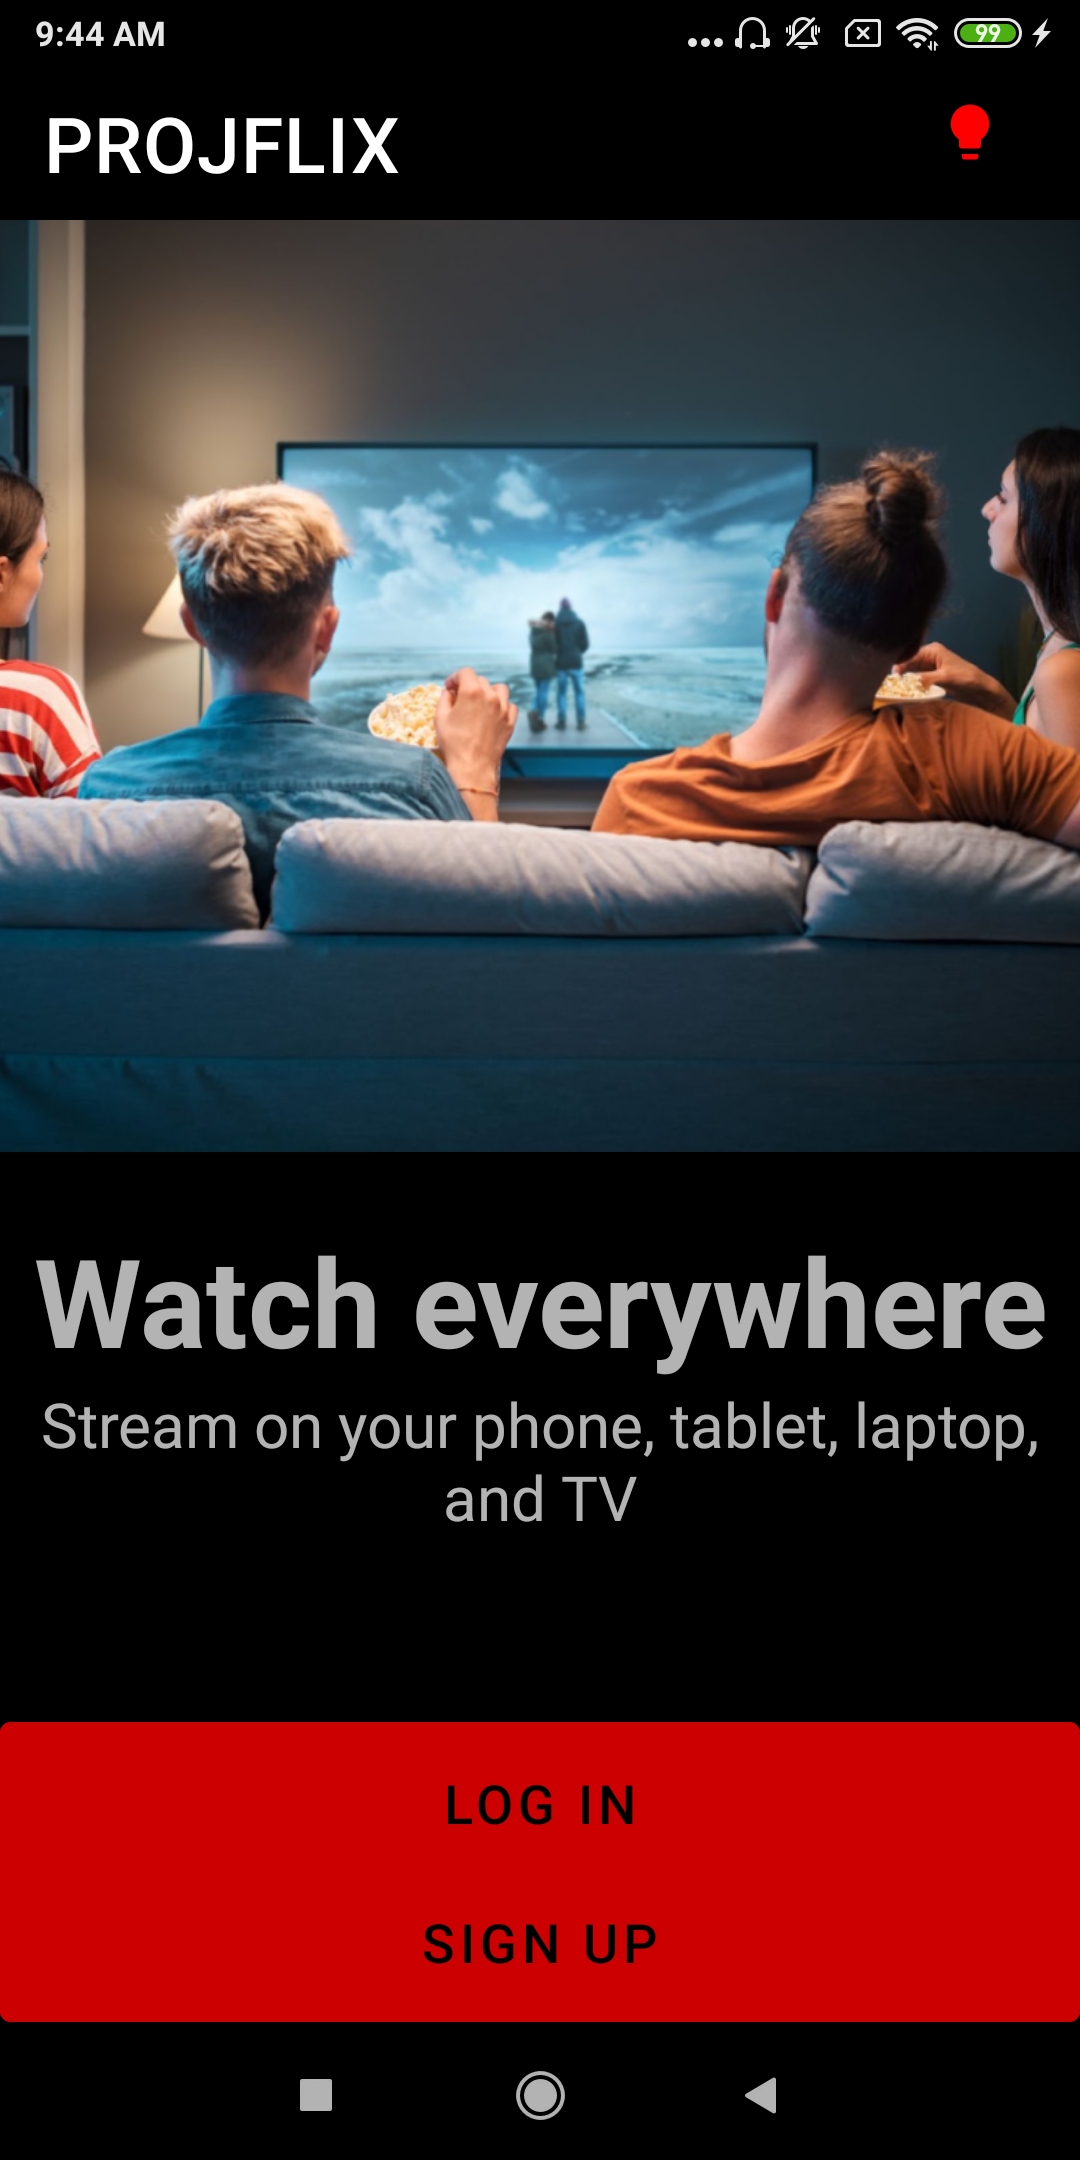 9:44 AM
99
PROJFLIX
Watch everywhere
Stream on your phone, tablet, laptop,
and TV
LOG IN
SIGN UP